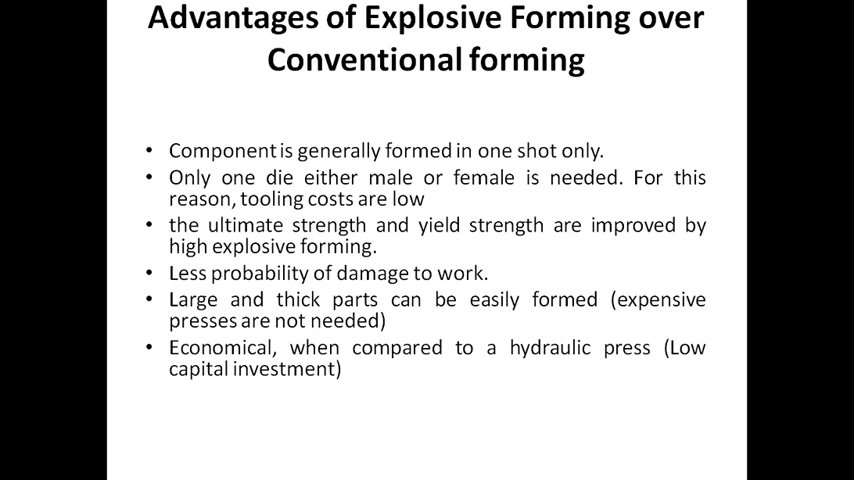 Advantages of Explosive Forming over
Conventional forming
• Component is generally formed in one shot only.
• Only one die either male or female is needed. For this
reason, tooling costs are low
• the ultimate strength and yield strength are improved by
high explosive forming.
• Less probability of damage to work.
• Large and thick parts can be easily formed (expensive
presses are not needed)
• Economical, when compared to a hydraulic press (Low
capital investment)